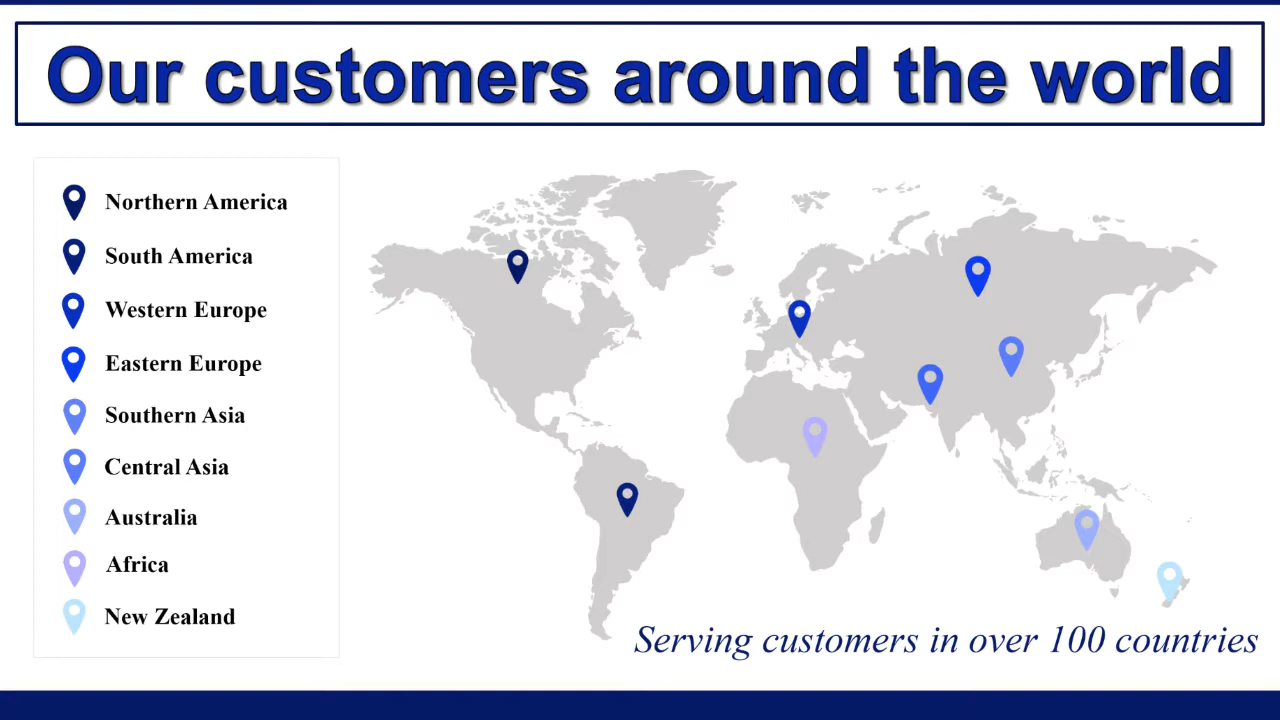 Our customers around the world
Northern America
South America
Western Europe
Eastern Europe
Southern Asia
Central Asia
Australia
Africa
New Zealand
Serving customers in over 100 countries